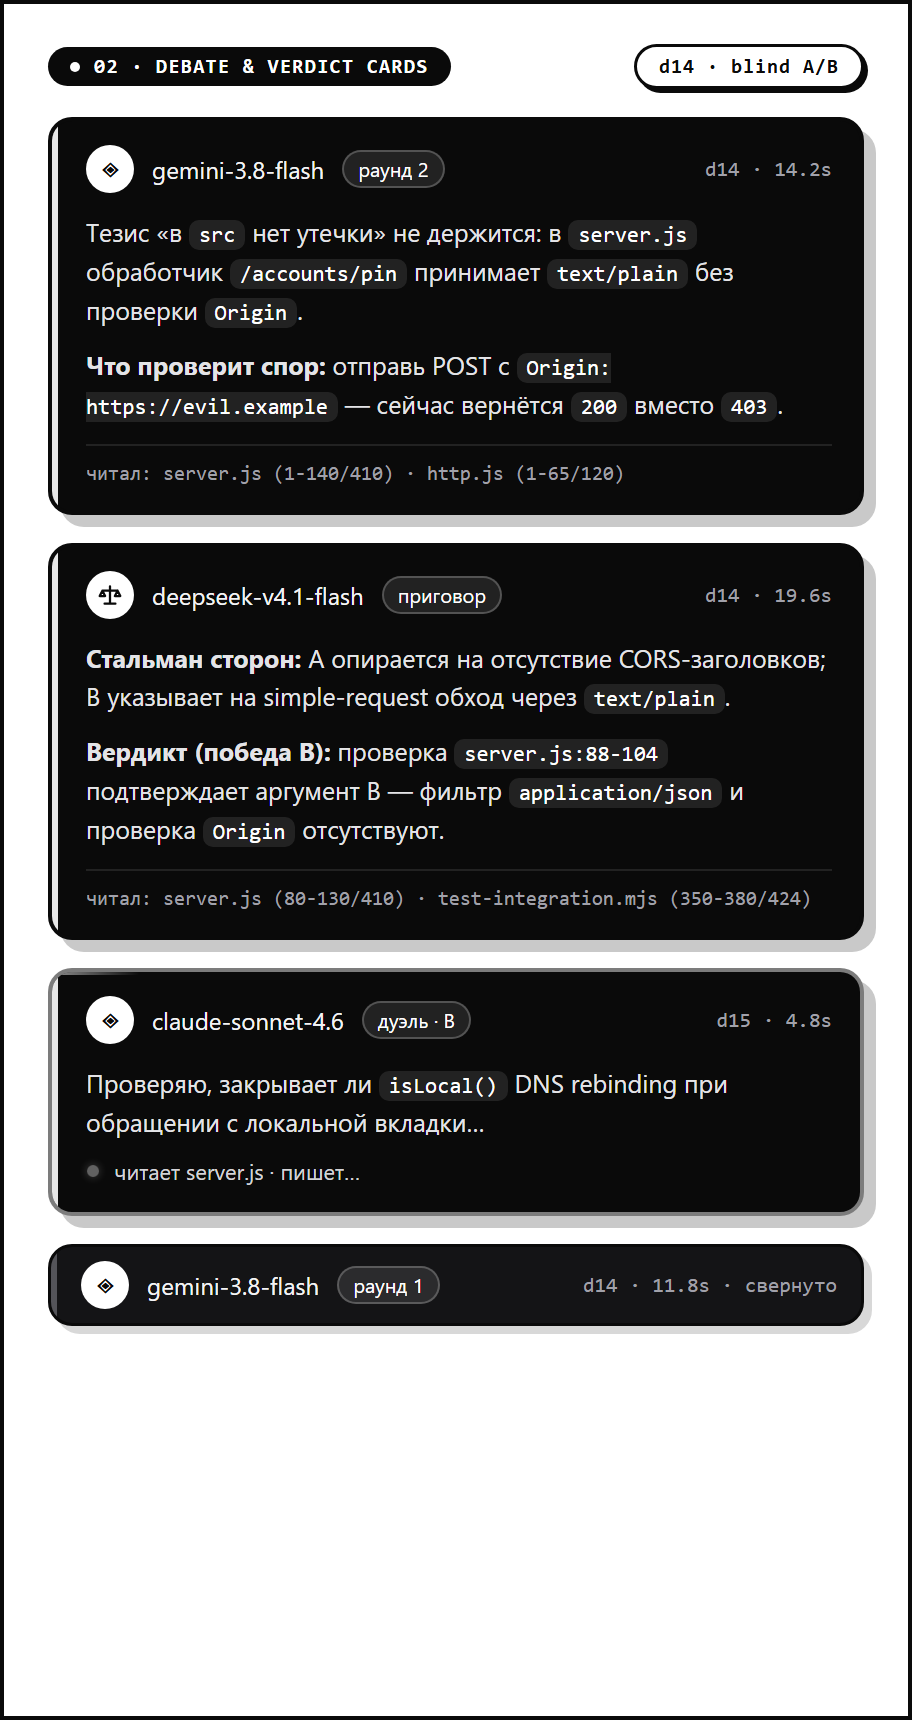 02 · DEBATE & VERDICT CARDS
d14 · blind A/B
gemini-3.8-flash раунд 2 d14 · 14.2s
Тезис «в src нет утечки» не держится: в server.js
обработчик /accounts/pin принимает text/plain без
проверки Origin.
Что проверит спор: отправь POST с Origin:
https://evil.example — сейчас вернётся 200 вместо 403.
читал: server.js (1-140/410) · http.js (1-65/120)
deepseek-v4.1-flash приговор d14 · 19.6s
Стальман сторон: А опирается на отсутствие CORS-заголовков;
В указывает на simple-request обход через text/plain.
Вердикт (победа В): проверка server.js:88-104
подтверждает аргумент В — фильтр application/json и
проверка Origin отсутствуют.
читал: server.js (80-130/410) · test-integration.mjs (350-380/424)
claude-sonnet-4.6 дуэль · В d15 · 4.8s
Проверяю, закрывает ли isLocal() DNS rebinding при
обращении с локальной вкладки…
читает server.js · пишет…
gemini-3.8-flash раунд 1 d14 · 11.8s · свернуто